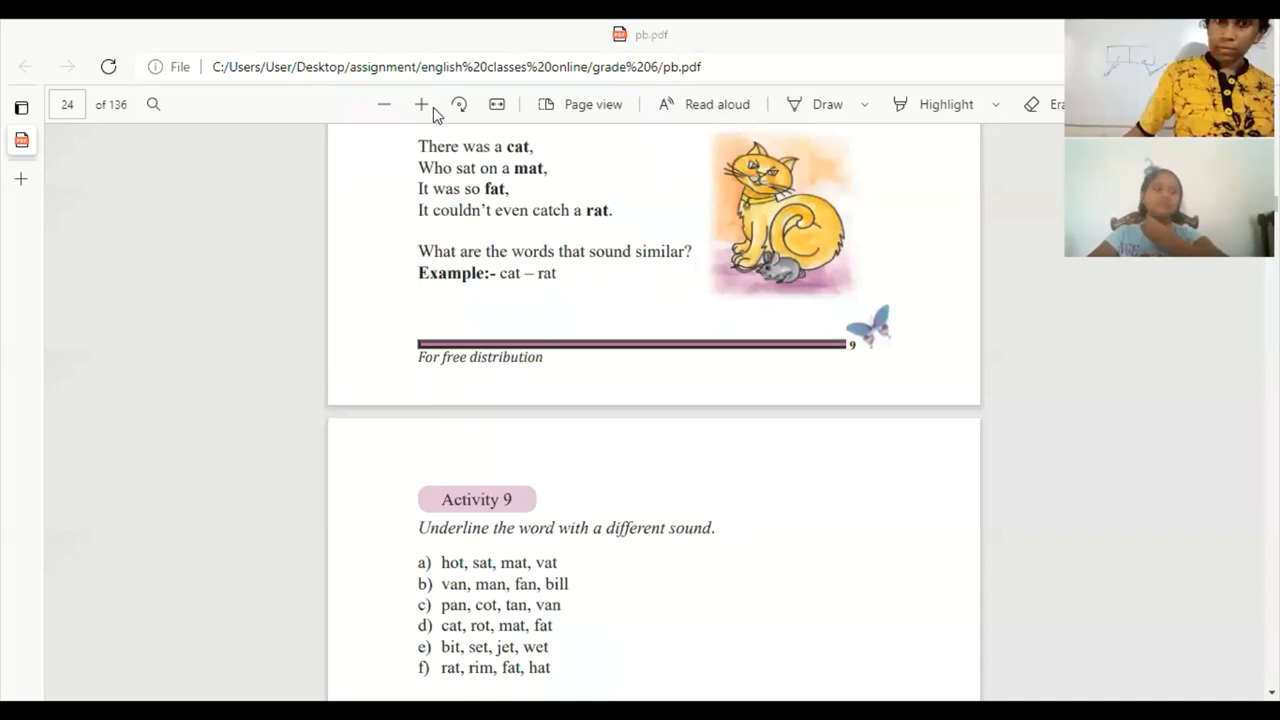 pb.pdf
File C:/Users/User/Desktop/assignment/english%20classes%20online/grade%206/pb.pdf
24 of 136 Page view Read aloud Draw Highlight
There was a cat,
Who sat on a mat,
It was so fat,
It couldn't even catch a rat.
What are the words that sound similar?
Example:- cat – rat
9
For free distribution
Activity 9
Underline the word with a different sound.
a) hot, sat, mat, vat
b) van, man, fan, bill
c) pan, cot, tan, van
d) cat, rot, mat, fat
e) bit, set, jet, wet
f) rat, rim, fat, hat